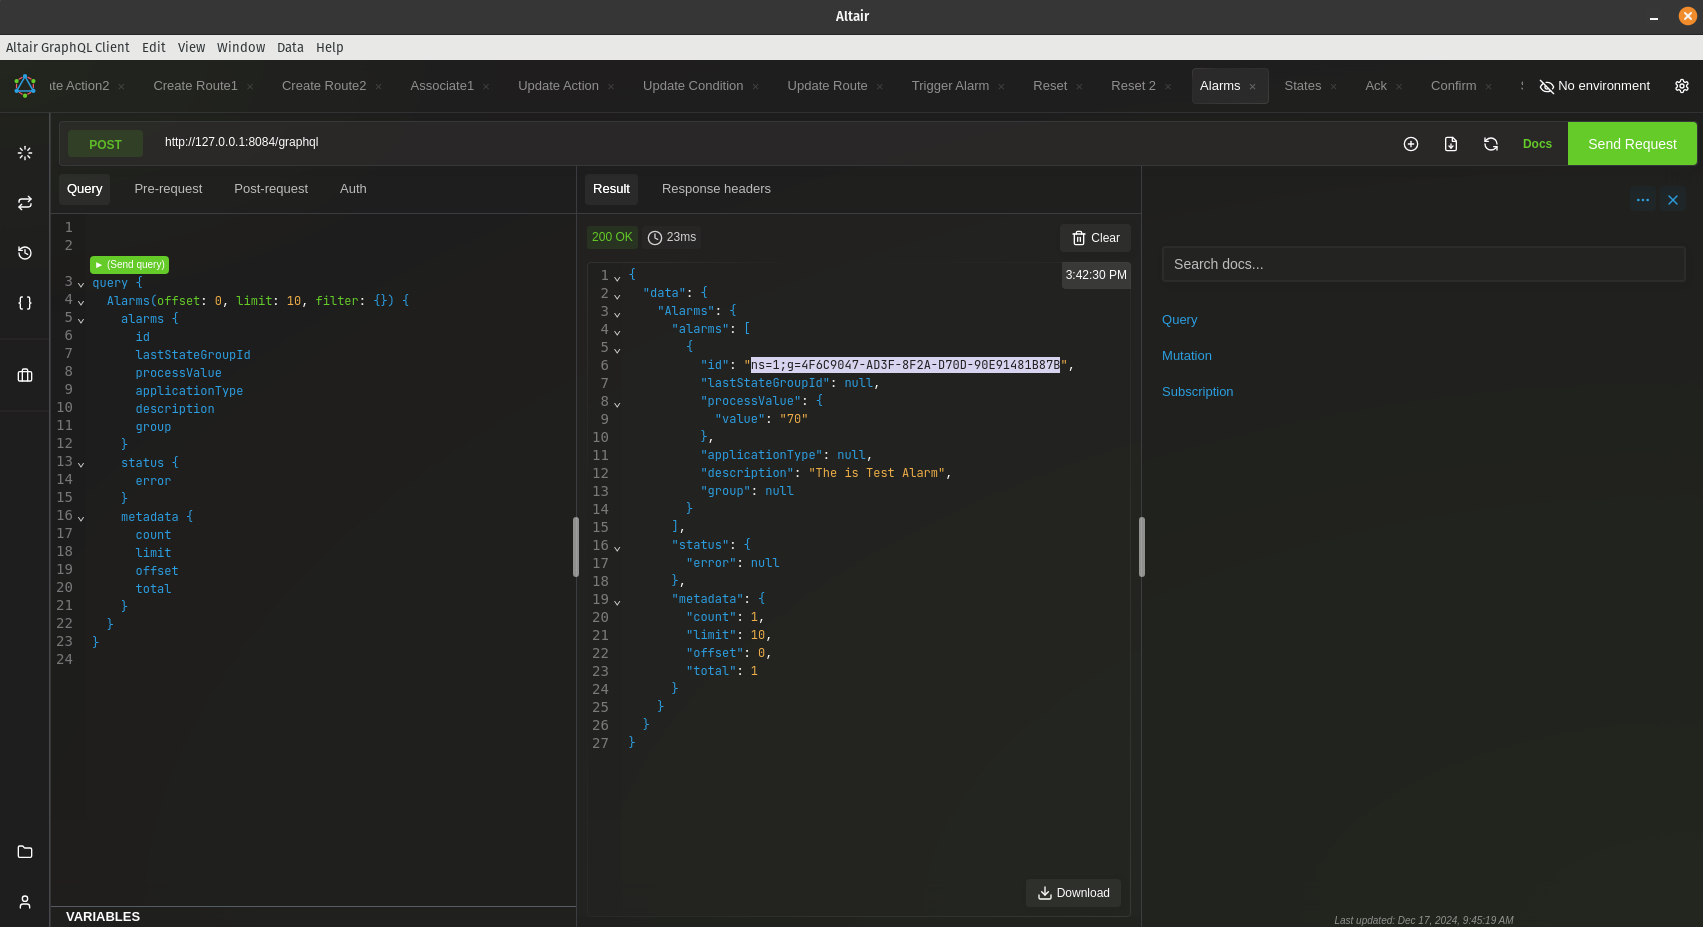 Altair
Altair GraphQL Client Edit View Window Data Help
te Action2 × Create Route1 × Create Route2 × Associate1 × Update Action × Update Condition × Update Route × Trigger Alarm × Reset × Reset 2 × Alarms × States × Ack × Confirm × No environment
POST http://127.0.0.1:8084/graphql Docs Send Request
Query Pre-request Post-request Auth
1
2
(Send query)
3 query {
4 Alarms(offset: 0, limit: 10, filter: {}) {
5 alarms {
6 id
7 lastStateGroupId
8 processValue
9 applicationType
10 description
11 group
12 }
13 status {
14 error
15 }
16 metadata {
17 count
18 limit
19 offset
20 total
21 }
22 }
23 }
24
VARIABLES
Result Response headers
200 OK 23ms Clear
3:42:30 PM
1 {
2 "data": {
3 "Alarms": {
4 "alarms": [
5 {
6 "id": "ns=1;g=4F6C9047-AD3F-8F2A-D70D-90E91481B87B",
7 "lastStateGroupId": null,
8 "processValue": {
9 "value": "70"
10 },
11 "applicationType": null,
12 "description": "The is Test Alarm",
13 "group": null
14 }
15 ],
16 "status": {
17 "error": null
18 },
19 "metadata": {
20 "count": 1,
21 "limit": 10,
22 "offset": 0,
23 "total": 1
24 }
25 }
26 }
27 }
Download
Search docs...
Query
Mutation
Subscription
Last updated: Dec 17, 2024, 9:45:19 AM